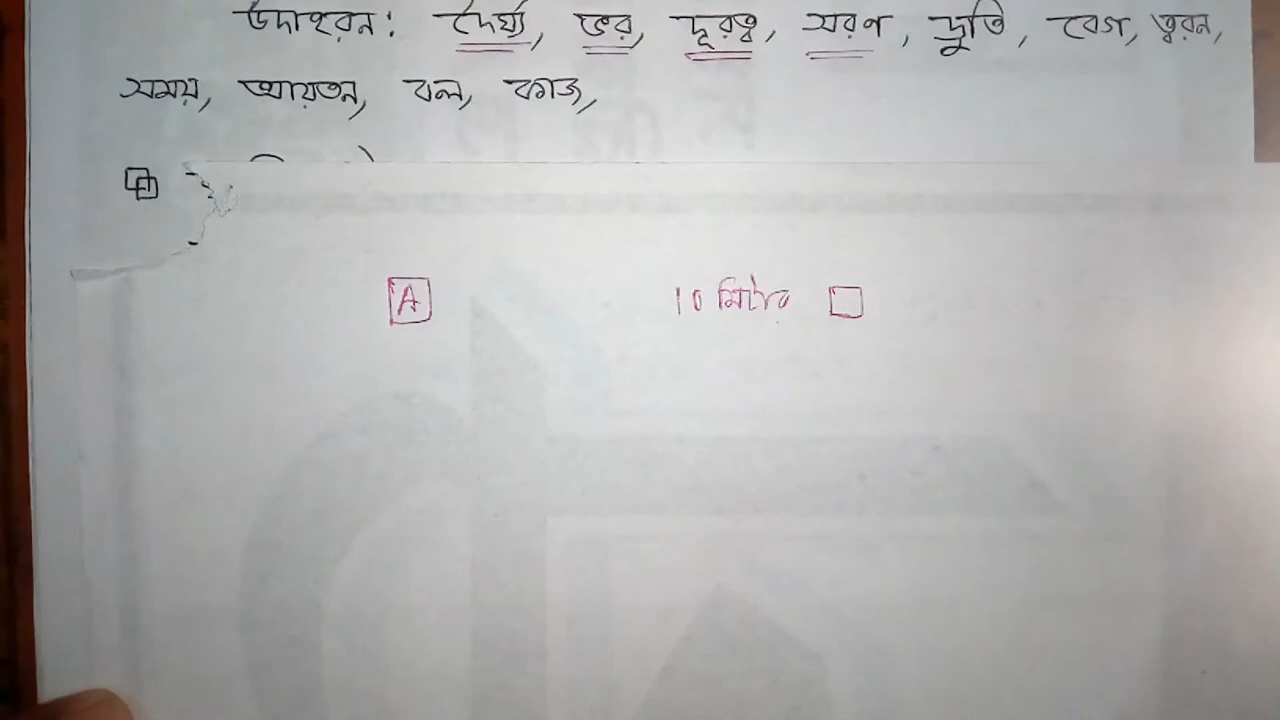 উদাহরন: দৈর্ঘ্য, ভর, দূরত্ব, সরণ, দ্রুতি, বেগ, ত্বরন,
সময়, আয়তন, বল, কাজ,
A 10 মিটার